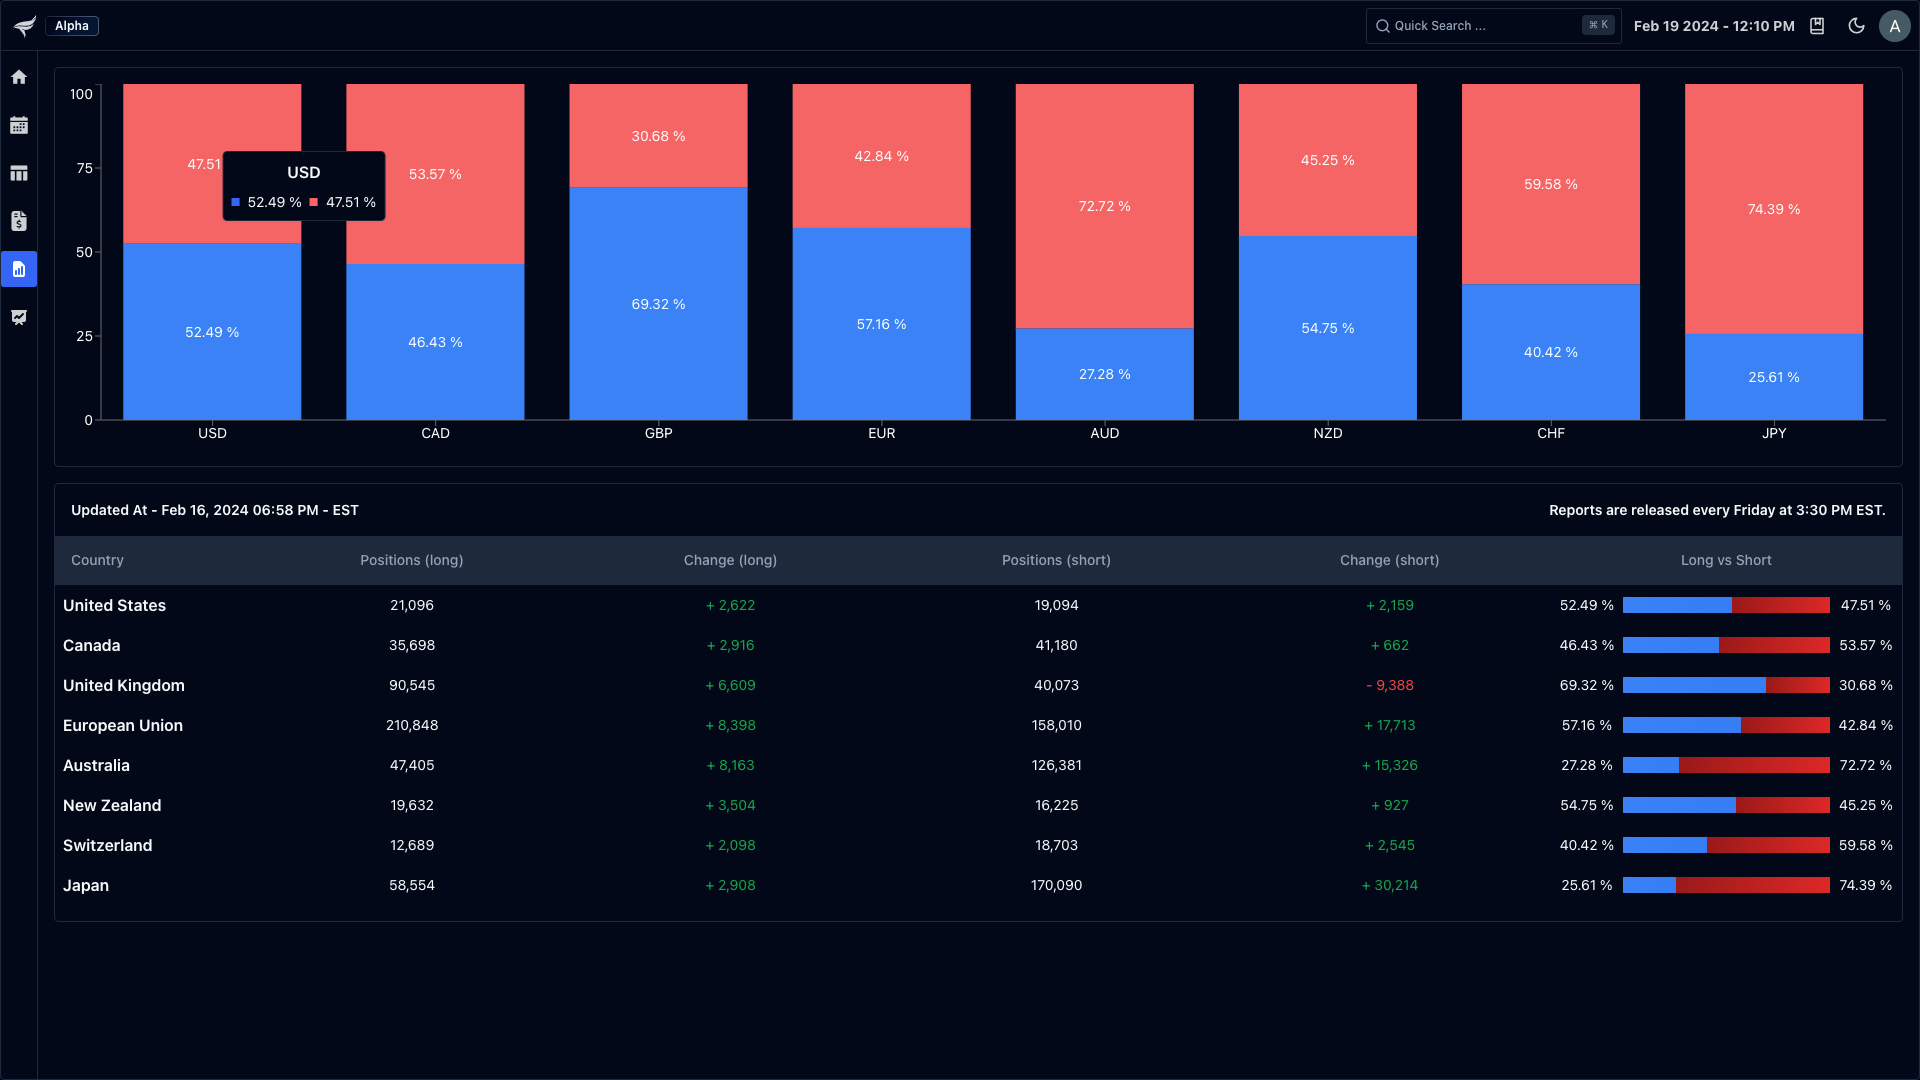 Alpha
Quick Search ...
⌘ K
Feb 19 2024 - 12:10 PM
A
100
75
50
25
0
47.51
52.49 %
USD
52.49 % 47.51 %
53.57 %
46.43 %
30.68 %
69.32 %
42.84 %
57.16 %
72.72 %
27.28 %
45.25 %
54.75 %
59.58 %
40.42 %
74.39 %
25.61 %
USD CAD GBP EUR AUD NZD CHF JPY
Updated At - Feb 16, 2024 06:58 PM - EST
Reports are released every Friday at 3:30 PM EST.
Country Positions (long) Change (long) Positions (short) Change (short) Long vs Short
United States 21,096 + 2,622 19,094 + 2,159 52.49 % 47.51 %
Canada 35,698 + 2,916 41,180 + 662 46.43 % 53.57 %
United Kingdom 90,545 + 6,609 40,073 - 9,388 69.32 % 30.68 %
European Union 210,848 + 8,398 158,010 + 17,713 57.16 % 42.84 %
Australia 47,405 + 8,163 126,381 + 15,326 27.28 % 72.72 %
New Zealand 19,632 + 3,504 16,225 + 927 54.75 % 45.25 %
Switzerland 12,689 + 2,098 18,703 + 2,545 40.42 % 59.58 %
Japan 58,554 + 2,908 170,090 + 30,214 25.61 % 74.39 %